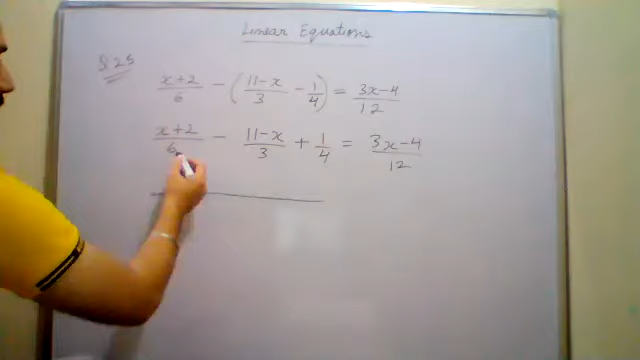 Linear Equations
Q 25
(x+2)/6 − ((11−x)/3 − 1/4) = (3x−4)/12
(x+2)/6 − (11−x)/3 + 1/4 = (3x−4)/12